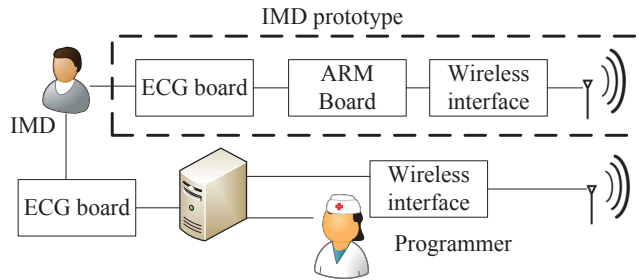 IMD prototype
ECG board
ARM
Board
Wireless
interface
IMD
ECG board
Wireless
interface
Programmer